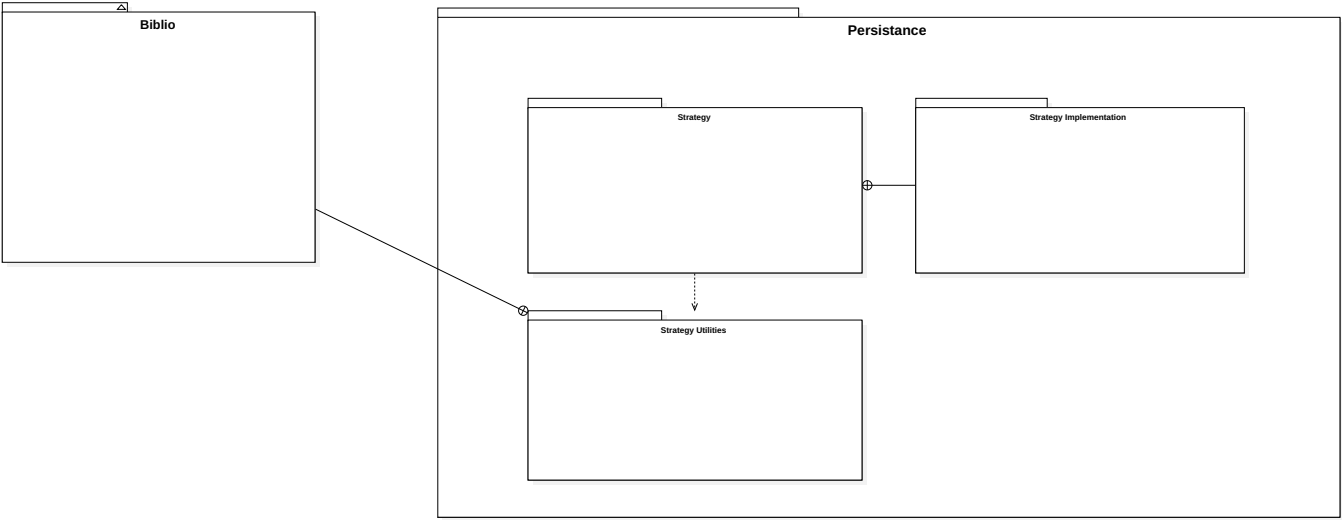 Biblio
Persistance
Strategy
Strategy Implementation
Strategy Utilities